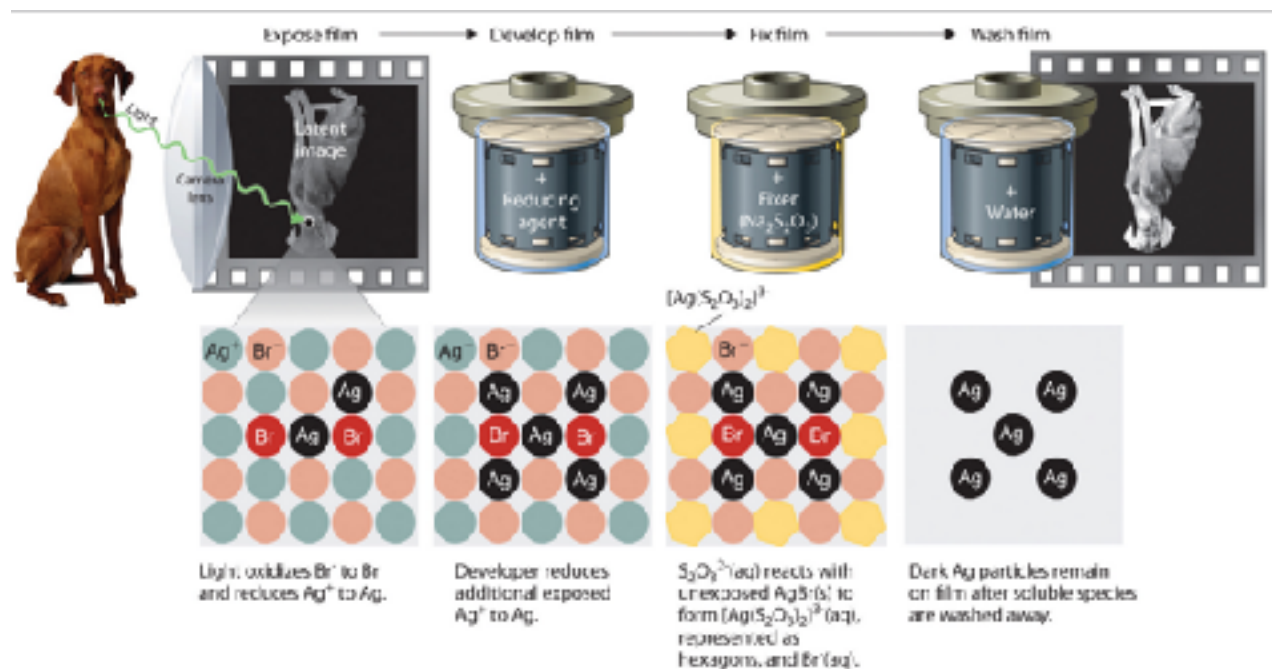 Expose film
Develop film
Fix film
Wash film
Light
Camera
lens
Latent
image
+
Reducing
agent
+
Fixer
(Na₂S₂O₃)
+
Water
[Ag(S₂O₃)₂]³⁻
Ag⁺ Br⁻
Ag
Br Ag Br
Ag⁺ Br⁻
Ag Ag
Br Ag Br
Ag Ag
Br⁻
Ag Ag
Br Ag Br
Ag Ag
Ag Ag
Ag
Ag Ag
Light oxidizes Br⁻ to Br
and reduces Ag⁺ to Ag.
Developer reduces
additional exposed
Ag⁺ to Ag.
S₂O₃²⁻(aq) reacts with
unexposed AgBr(s) to
form [Ag(S₂O₃)₂]³⁻(aq),
represented as
hexagons, and Br⁻(aq).
Dark Ag particles remain
on film after soluble species
are washed away.